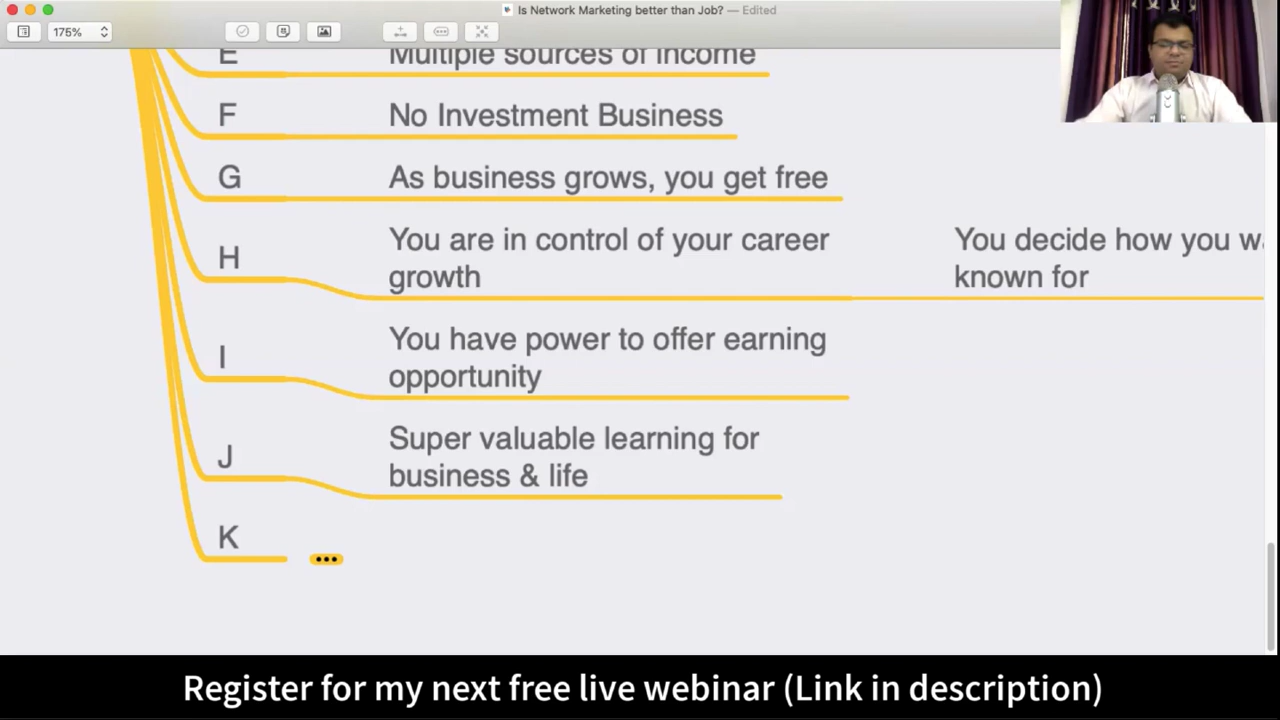 Is Network Marketing better than Job? — Edited
175%
E
Multiple sources of income
F
No Investment Business
G
As business grows, you get free
H
You are in control of your career
growth
You decide how you wa
known for
I
You have power to offer earning
opportunity
J
Super valuable learning for
business & life
K
Register for my next free live webinar (Link in description)